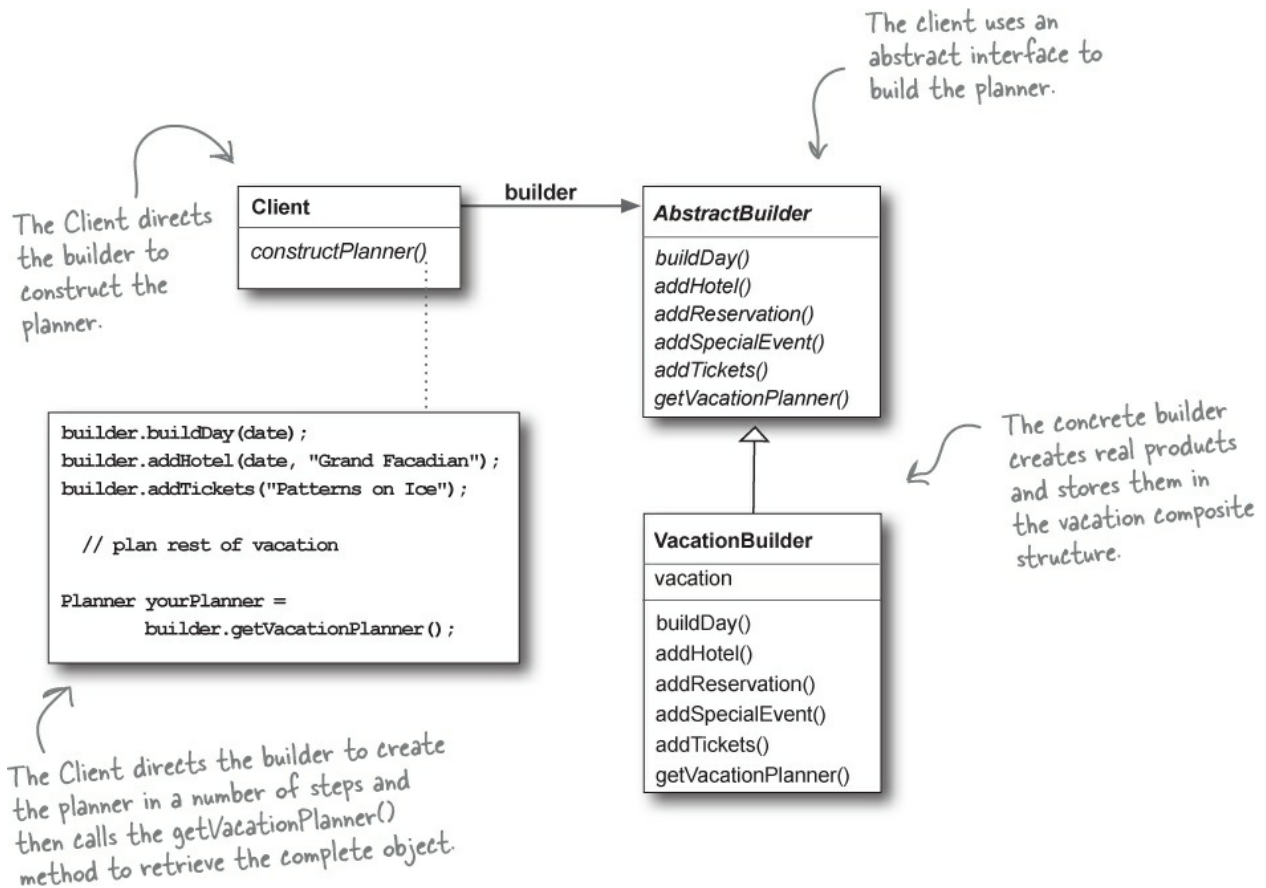 The client uses an
abstract interface to
build the planner.
The Client directs
the builder to
construct the
planner.
Client
constructPlanner()
builder
AbstractBuilder
buildDay()
addHotel()
addReservation()
addSpecialEvent()
addTickets()
getVacationPlanner()
builder.buildDay(date);
builder.addHotel(date, "Grand Facadian");
builder.addTickets("Patterns on Ice");
// plan rest of vacation
Planner yourPlanner =
builder.getVacationPlanner();
The concrete builder
creates real products
and stores them in
the vacation composite
structure.
VacationBuilder
vacation
buildDay()
addHotel()
addReservation()
addSpecialEvent()
addTickets()
getVacationPlanner()
The Client directs the builder to create
the planner in a number of steps and
then calls the getVacationPlanner()
method to retrieve the complete object.